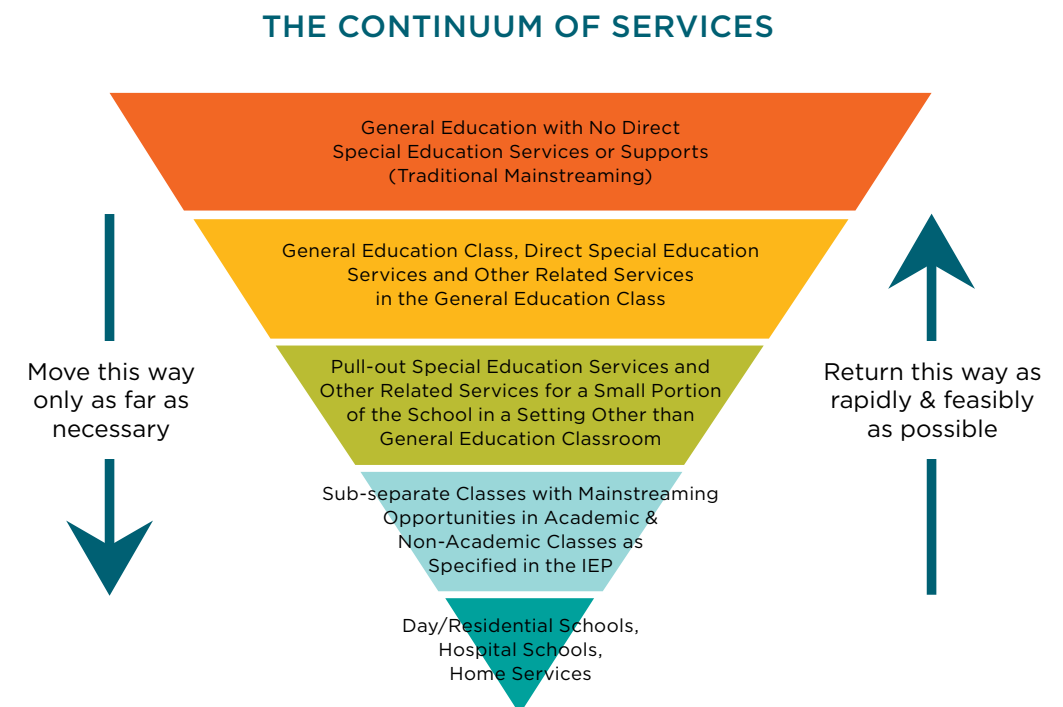 THE CONTINUUM OF SERVICES
General Education with No Direct
Special Education Services or Supports
(Traditional Mainstreaming)
General Education Class, Direct Special Education
Services and Other Related Services
in the General Education Class
Pull-out Special Education Services and
Other Related Services for a Small Portion
of the School in a Setting Other than
General Education Classroom
Sub-separate Classes with Mainstreaming
Opportunities in Academic &
Non-Academic Classes as
Specified in the IEP
Day/Residential Schools,
Hospital Schools,
Home Services
Move this way
only as far as
necessary
Return this way as
rapidly & feasibly
as possible